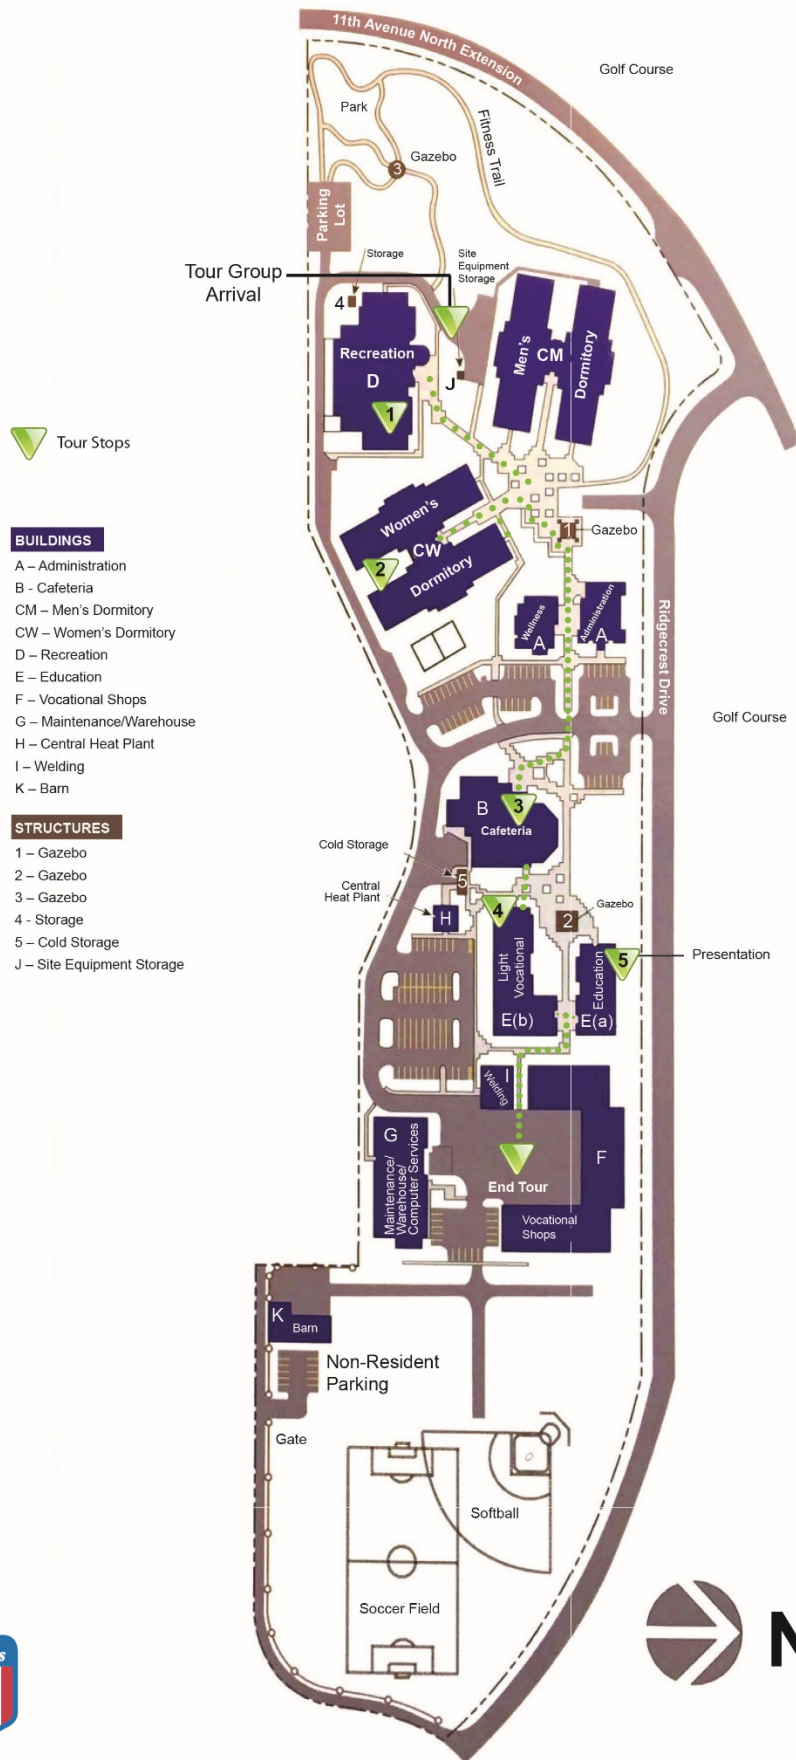 11th Avenue North Extension
Golf Course
Park
Fitness Trail
Gazebo
3
Parking
Lot
Storage
Site
Equipment
Storage
Tour Group
Arrival
4
Recreation
D
1
J
Men's
CM
Dormitory
Tour Stops
Women's
CW
Dormitory
2
1
Gazebo
BUILDINGS
A – Administration
B - Cafeteria
CM – Men's Dormitory
CW – Women's Dormitory
D – Recreation
E – Education
F – Vocational Shops
G – Maintenance/Warehouse
H – Central Heat Plant
I – Welding
K – Barn
Wellness
A
Administration
A
Ridgecrest Drive
Golf Course
STRUCTURES
1 – Gazebo
2 – Gazebo
3 – Gazebo
4 - Storage
5 – Cold Storage
J – Site Equipment Storage
B
3
Cafeteria
Cold Storage
5
Central
Heat Plant
H
4
2
Gazebo
Light
Vocational
E(b)
Education
E(a)
5
Presentation
I
Welding
G
Maintenance/
Warehouse/
Computer Services
F
End Tour
Vocational
Shops
K
Barn
Non-Resident
Parking
Gate
Softball
Soccer Field
N